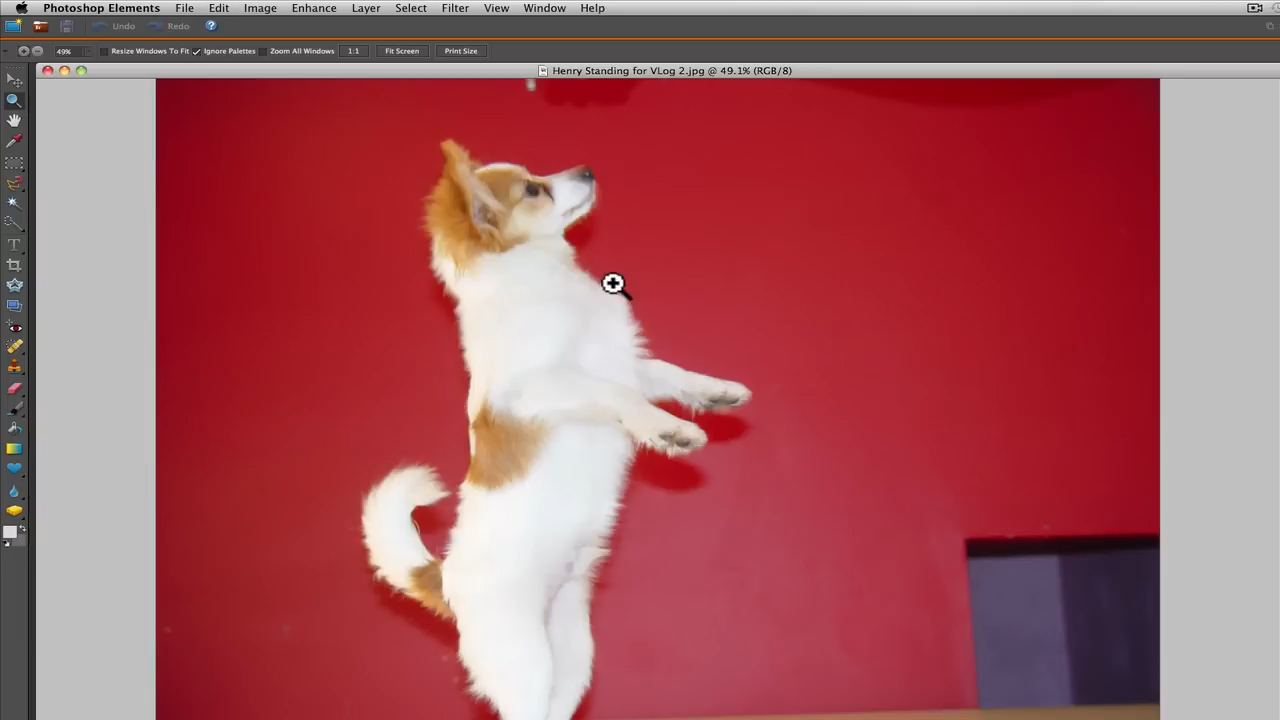 Photoshop Elements File Edit Image Enhance Layer Select Filter View Window Help
Undo Redo ?
49% Resize Windows To Fit Ignore Palettes Zoom All Windows 1:1 Fit Screen Print Size
Henry Standing for VLog 2.jpg @ 49.1% (RGB/8)
T